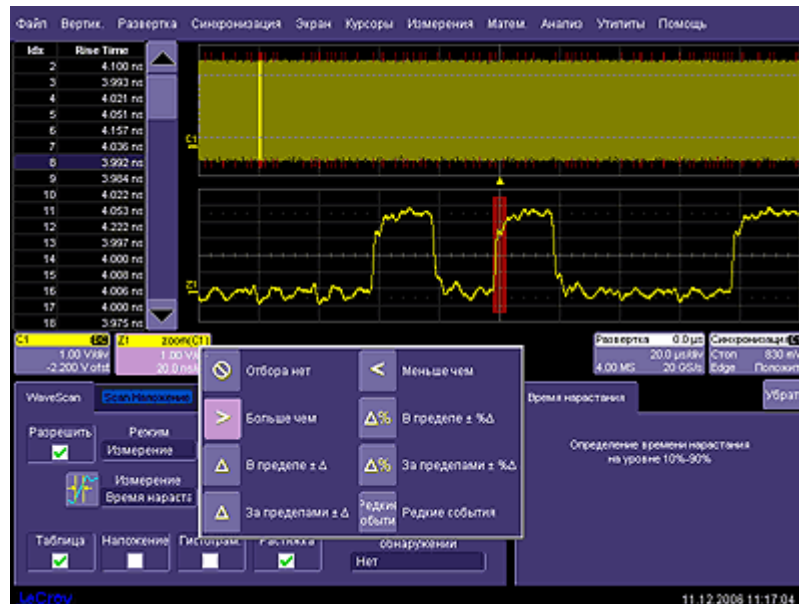 Файл Вертик. Развертка Синхронизация Экран Курсоры Измерения Матем. Анализ Утилиты Помощь
Idx Rise Time
2 4.100 ns
3 3.993 ns
4 4.021 ns
5 4.051 ns
6 4.157 ns
7 4.036 ns
8 3.992 ns
9 3.984 ns
10 4.022 ns
11 4.053 ns
12 4.222 ns
13 3.997 ns
14 4.000 ns
15 4.008 ns
16 4.006 ns
17 4.000 ns
18 3.975 ns
C1
Z1
C1 DC
1.00 V/div
-2.200 V ofst
Z1 zoom(C1)
1.00 V/
20.0 ns/
Развертка 0.0 µs
20.0 µs/div
4.00 MS 20 GS/s
Синхронизация
Стоп 830 mV
Edge Положит
Отбора нет
Меньше чем
Больше чем
Δ% В пределе ± %Δ
Δ В пределе ± Δ
Δ% За пределами ± %Δ
Δ За пределами ± Δ
Редкие событи Редкие события
WaveScan
Scan Наложение
Время нарастания
Убрат
Разрешить
Режим
Измерение
Измерение
Время нараста
Определение времени нарастания
на уровне 10%-90%
Таблица
Наложение
Гистограм.
Растяжка
обнаружении
Нет
LeCroy
11.12.2006 11:17:04